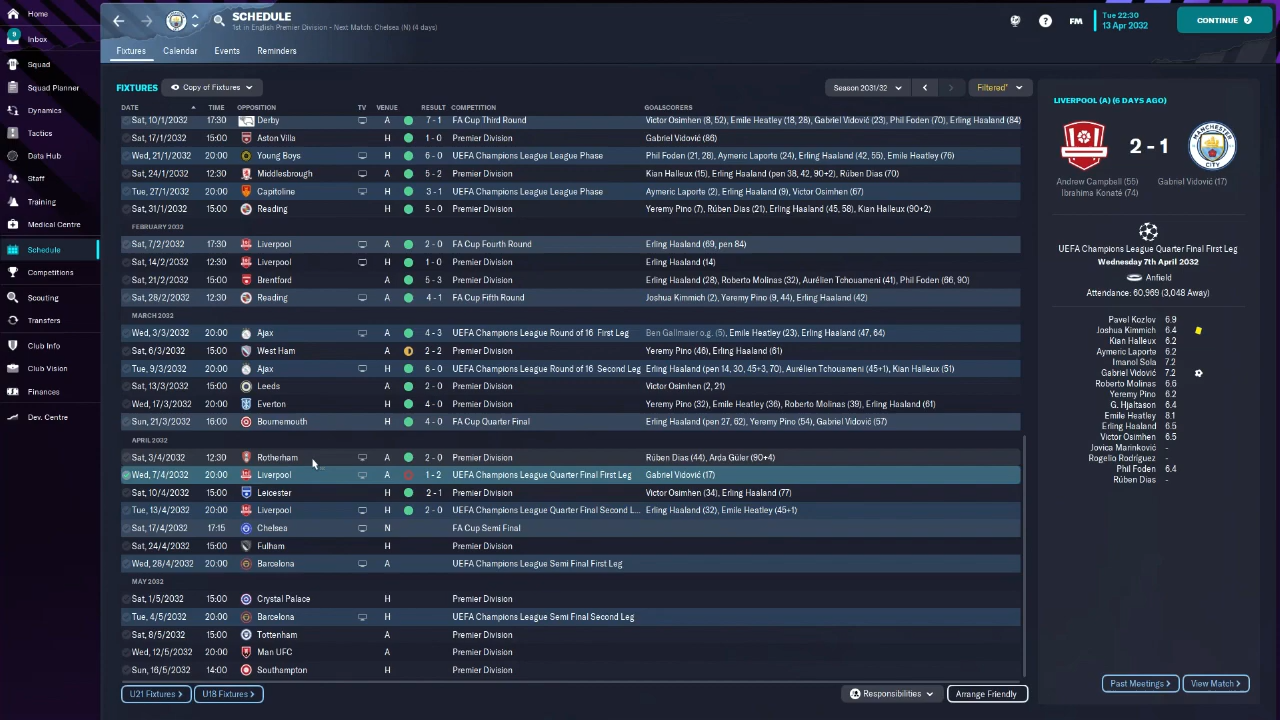 Home
SCHEDULE
1st in English Premier Division - Next Match: Chelsea (N) (4 days)
FM
Tue 22:30
13 Apr 2032
CONTINUE
9
Inbox
Squad
Squad Planner
Dynamics
Tactics
Data Hub
Staff
Training
Medical Centre
Schedule
Competitions
Scouting
Transfers
Club Info
Club Vision
Finances
Dev. Centre
Fixtures Calendar Events Reminders
FIXTURES Copy of Fixtures Season 2031/32 Filtered*
DATE TIME OPPOSITION TV VENUE RESULT COMPETITION GOALSCORERS
Sat, 10/1/2032 17:30 Derby A 7 - 1 FA Cup Third Round Victor Osimhen (8, 52), Emile Heatley (18, 28), Gabriel Vidović (23), Phil Foden (70), Erling Haaland (84)
Sat, 17/1/2032 15:00 Aston Villa H 1 - 0 Premier Division Gabriel Vidović (86)
Wed, 21/1/2032 20:00 Young Boys H 6 - 0 UEFA Champions League League Phase Phil Foden (21, 28), Aymeric Laporte (24), Erling Haaland (42, 55), Emile Heatley (76)
Sat, 24/1/2032 12:30 Middlesbrough A 5 - 2 Premier Division Kian Halleux (15), Erling Haaland (pen 38, 42, 90+2), Rúben Dias (70)
Tue, 27/1/2032 20:00 Capitoline A 3 - 1 UEFA Champions League League Phase Aymeric Laporte (2), Erling Haaland (9), Victor Osimhen (67)
Sat, 31/1/2032 15:00 Reading H 5 - 0 Premier Division Yeremy Pino (7), Rúben Dias (21), Erling Haaland (45, 58), Kian Halleux (90+2)
FEBRUARY 2032
Sat, 7/2/2032 17:30 Liverpool H 2 - 0 FA Cup Fourth Round Erling Haaland (69, pen 84)
Sat, 14/2/2032 12:30 Liverpool H 1 - 0 Premier Division Erling Haaland (14)
Sat, 21/2/2032 15:00 Brentford A 5 - 3 Premier Division Erling Haaland (28), Roberto Molinas (32), Aurélien Tchouameni (41), Phil Foden (66, 90)
Sat, 28/2/2032 12:30 Reading H 4 - 1 FA Cup Fifth Round Joshua Kimmich (2), Yeremy Pino (9, 44), Erling Haaland (42)
MARCH 2032
Wed, 3/3/2032 20:00 Ajax A 4 - 3 UEFA Champions League Round of 16 First Leg Ben Gallmaier o.g. (5), Emile Heatley (23), Erling Haaland (47, 64)
Sat, 6/3/2032 15:00 West Ham A 2 - 2 Premier Division Yeremy Pino (46), Erling Haaland (61)
Tue, 9/3/2032 20:00 Ajax H 6 - 0 UEFA Champions League Round of 16 Second Leg Erling Haaland (pen 14, 30, 45+3, 70), Aurélien Tchouameni (45+1), Kian Halleux (51)
Sat, 13/3/2032 15:00 Leeds A 2 - 0 Premier Division Victor Osimhen (2, 21)
Wed, 17/3/2032 20:00 Everton H 4 - 0 Premier Division Yeremy Pino (32), Emile Heatley (36), Roberto Molinas (39), Erling Haaland (61)
Sun, 21/3/2032 16:00 Bournemouth H 4 - 0 FA Cup Quarter Final Erling Haaland (pen 27, 62), Yeremy Pino (54), Gabriel Vidović (57)
APRIL 2032
Sat, 3/4/2032 12:30 Rotherham A 2 - 0 Premier Division Rúben Dias (44), Arda Güler (90+4)
Wed, 7/4/2032 20:00 Liverpool A 1 - 2 UEFA Champions League Quarter Final First Leg Gabriel Vidović (17)
Sat, 10/4/2032 15:00 Leicester H 2 - 1 Premier Division Victor Osimhen (34), Erling Haaland (77)
Tue, 13/4/2032 20:00 Liverpool H 2 - 0 UEFA Champions League Quarter Final Second L... Erling Haaland (32), Emile Heatley (45+1)
Sat, 17/4/2032 17:15 Chelsea N FA Cup Semi Final
Sat, 24/4/2032 15:00 Fulham H Premier Division
Wed, 28/4/2032 20:00 Barcelona A UEFA Champions League Semi Final First Leg
MAY 2032
Sat, 1/5/2032 15:00 Crystal Palace H Premier Division
Tue, 4/5/2032 20:00 Barcelona H UEFA Champions League Semi Final Second Leg
Sat, 8/5/2032 15:00 Tottenham A Premier Division
Wed, 12/5/2032 20:00 Man UFC A Premier Division
Sun, 16/5/2032 14:00 Southampton H Premier Division
U21 Fixtures > U18 Fixtures > Responsibilities Arrange Friendly
LIVERPOOL (A) (6 DAYS AGO)
2 - 1
MANCHESTER
CITY
Andrew Campbell (55) Gabriel Vidović (17)
Ibrahima Konaté (74)
UEFA Champions League Quarter Final First Leg
Wednesday 7th April 2032
Anfield
Attendance: 60,969 (3,048 Away)
Pavel Kozlov 6.9
Joshua Kimmich 6.4
Kian Halleux 6.2
Aymeric Laporte 6.2
Imanol Sola 7.2
Gabriel Vidović 7.2
Roberto Molinas 6.6
Yeremy Pino 6.2
G. Hjaltason 6.4
Emile Heatley 8.1
Erling Haaland 6.5
Victor Osimhen 6.5
Jovica Marinković -
Rogelio Rodríguez -
Phil Foden 6.4
Rúben Dias -
Past Meetings > View Match >